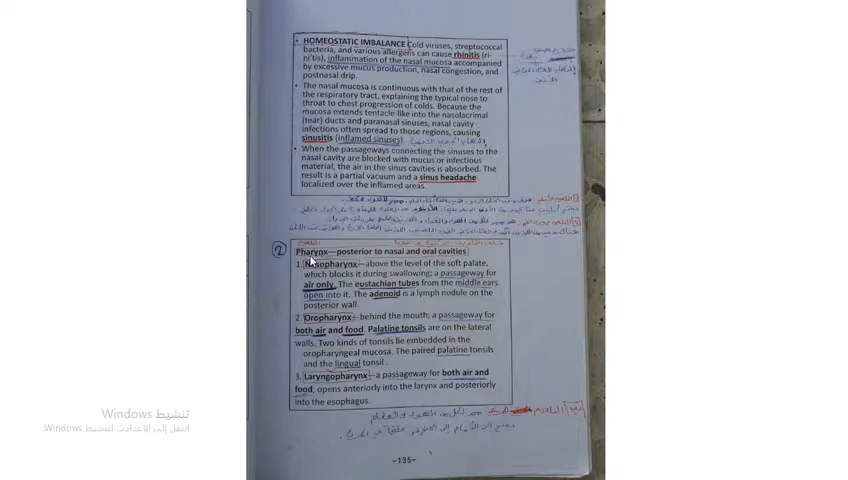 • HOMEOSTATIC IMBALANCE Cold viruses, streptococcal
bacteria, and various allergens can cause rhinitis (ri-
ni'tis), inflammation of the nasal mucosa accompanied
by excessive mucus production, nasal congestion, and
postnasal drip.
• The nasal mucosa is continuous with that of the rest of
the respiratory tract, explaining the typical nose to
throat to chest progression of colds. Because the
mucosa extends tentacle-like into the nasolacrimal
(tear) ducts and paranasal sinuses, nasal cavity
infections often spread to those regions, causing
sinusitis (inflamed sinuses).
• When the passageways connecting the sinuses to the
nasal cavity are blocked with mucus or infectious
material, the air in the sinus cavities is absorbed. The
result is a partial vacuum and a sinus headache
localized over the inflamed areas.
2
Pharynx—posterior to nasal and oral cavities
1. Nasopharynx – above the level of the soft palate,
which blocks it during swallowing; a passageway for
air only. The eustachian tubes from the middle ears
open into it. The adenoid is a lymph nodule on the
posterior wall.
2. Oropharynx – behind the mouth; a passageway for
both air and food. Palatine tonsils are on the lateral
walls. Two kinds of tonsils lie embedded in the
oropharyngeal mucosa. The paired palatine tonsils
and the lingual tonsil .
3. Laryngopharynx – a passageway for both air and
food, opens anteriorly into the larynx and posteriorly
into the esophagus.
–135–
تنشيط Windows
انتقل إلى الإعدادات لتنشيط Windows.